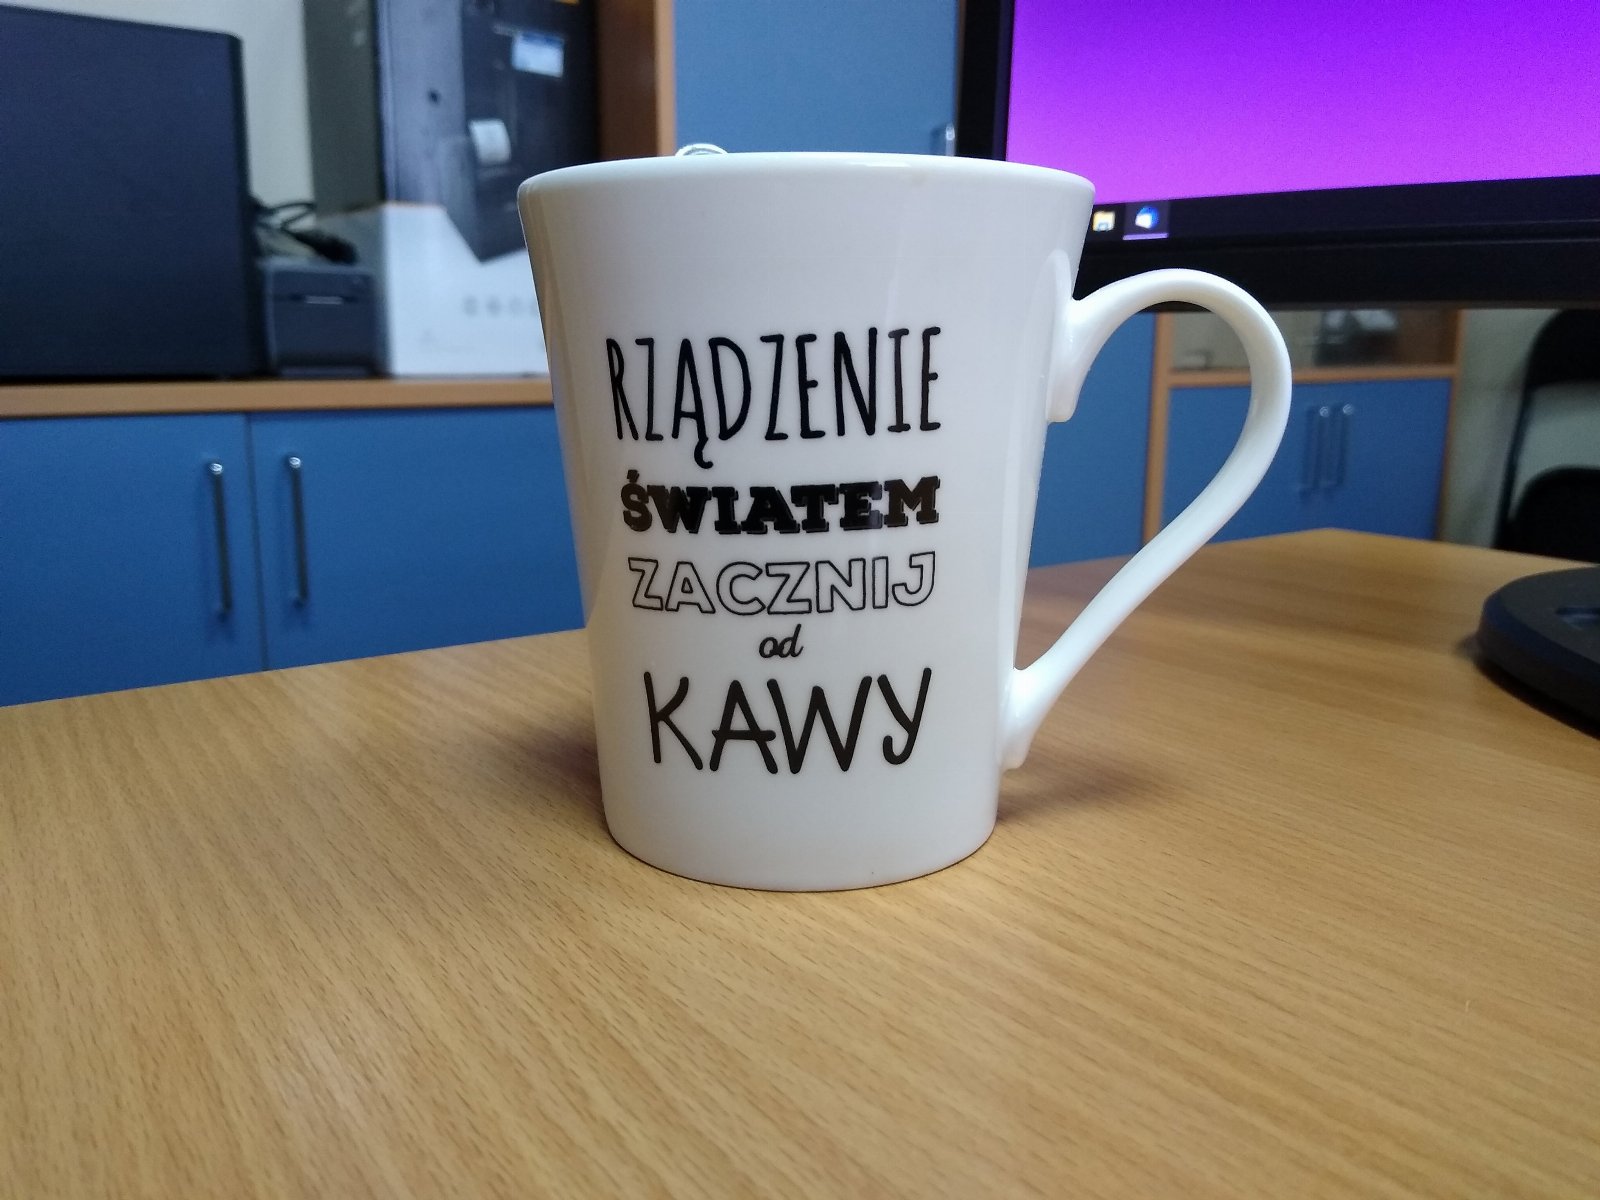 RZĄDZENIE
ŚWIATEM
ZACZNIJ
od
KAWY